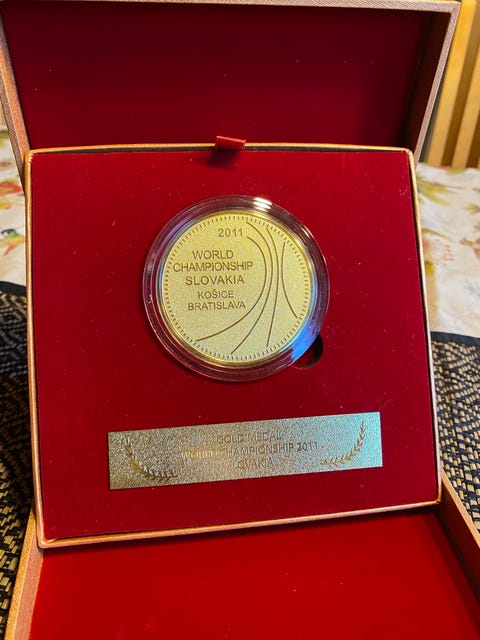 2011
WORLD
CHAMPIONSHIP
SLOVAKIA
KOŠICE
BRATISLAVA
GOLD MEDAL
WORLD CHAMPIONSHIP 2011
SLOVAKIA